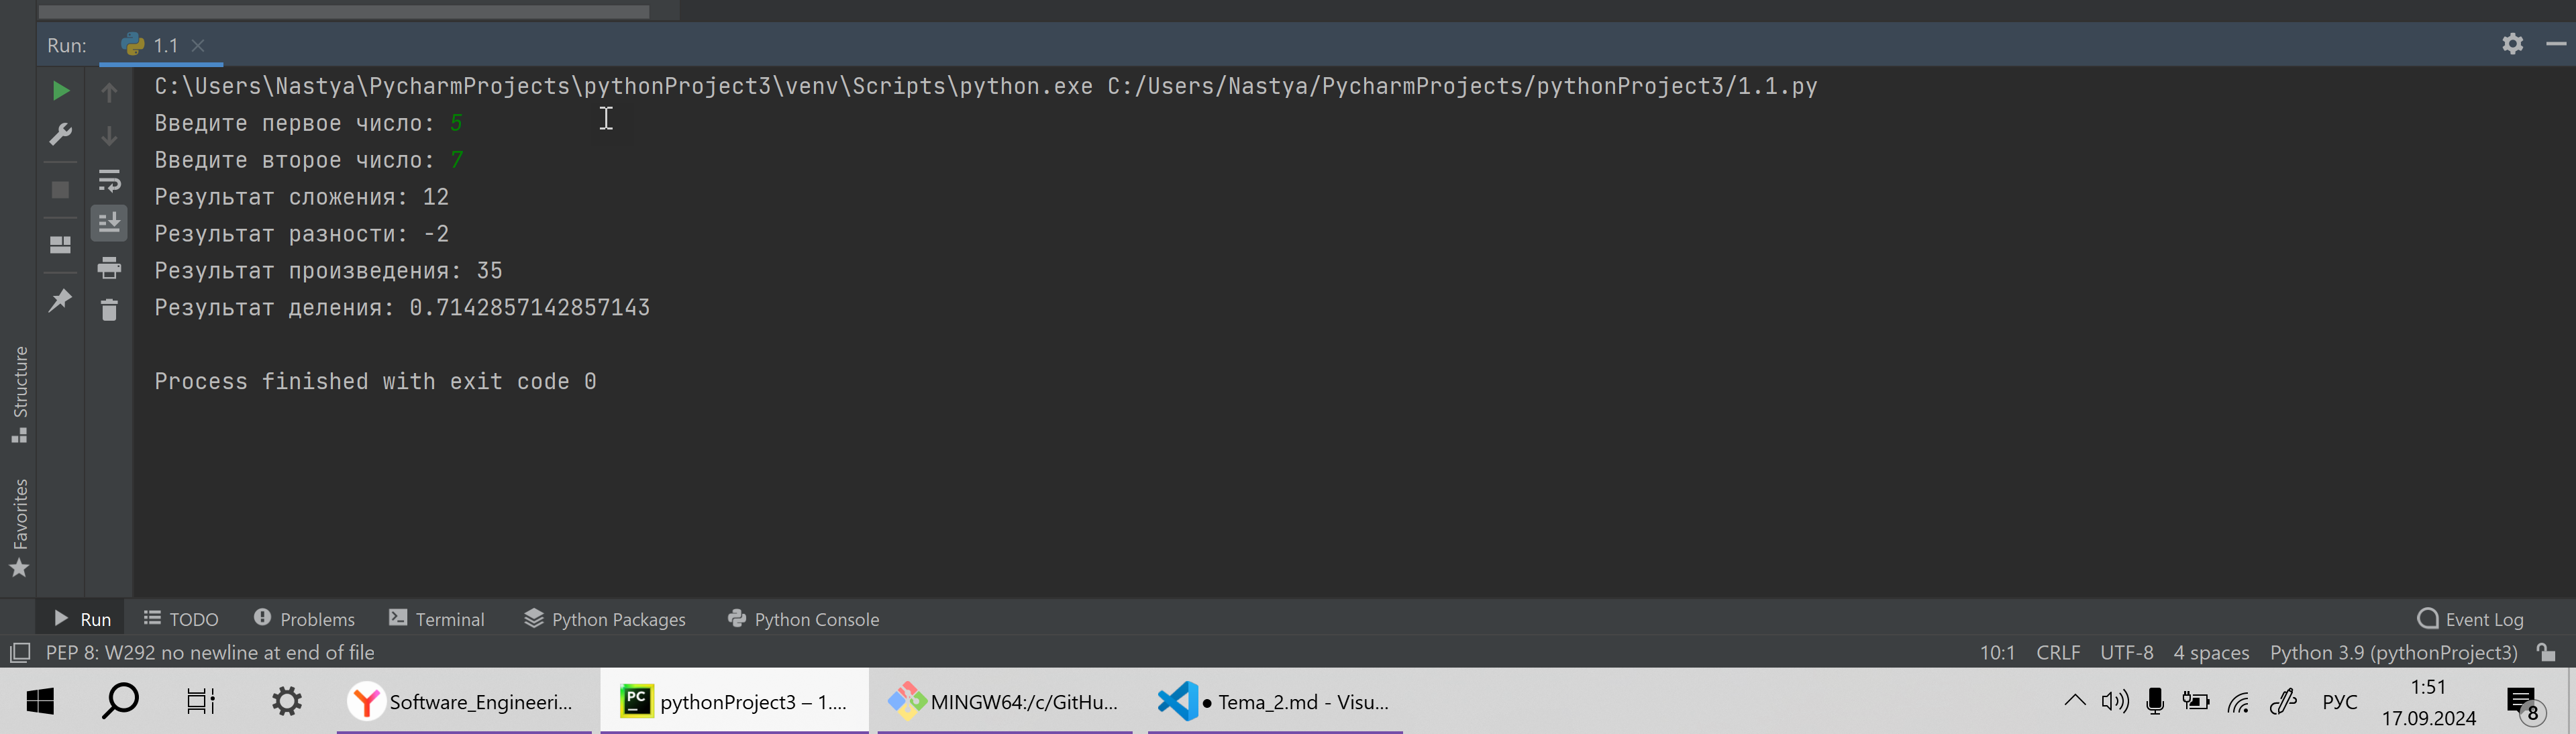 Run: 1.1
C:\Users\Nastya\PycharmProjects\pythonProject3\venv\Scripts\python.exe C:/Users/Nastya/PycharmProjects/pythonProject3/1.1.py
Введите первое число: 5
Введите второе число: 7
Результат сложения: 12
Результат разности: -2
Результат произведения: 35
Результат деления: 0.7142857142857143
Process finished with exit code 0
Structure
Favorites
Run TODO Problems Terminal Python Packages Python Console Event Log
PEP 8: W292 no newline at end of file 10:1 CRLF UTF-8 4 spaces Python 3.9 (pythonProject3)
Software_Engineeri... PC pythonProject3 – 1.... MINGW64:/c/GitHu... ● Tema_2.md - Visu... РУС 1:51
17.09.2024 8